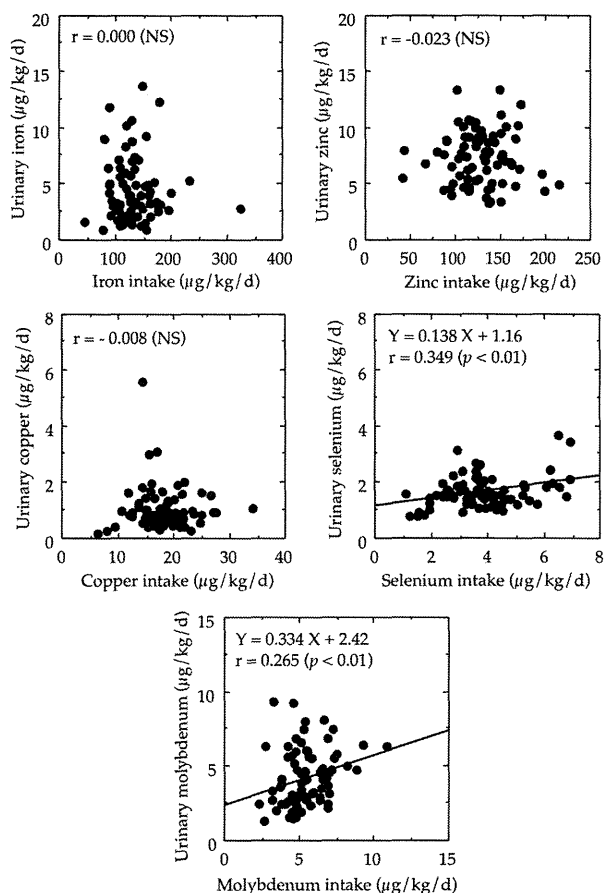 r = 0.000 (NS)
Urinary iron (µg/kg/d)
20
15
10
5
0
0
100
200
300
400
Iron intake (µg/kg/d)
r = -0.023 (NS)
Urinary zinc (µg/kg/d)
20
15
10
5
0
0
50
100
150
200
250
Zinc intake (µg/kg/d)
r = - 0.008 (NS)
Urinary copper (µg/kg/d)
8
6
4
2
0
0
10
20
30
40
Copper intake (µg/kg/d)
Y = 0.138 X + 1.16
r = 0.349 (p < 0.01)
Urinary selenium (µg/kg/d)
8
6
4
2
0
0
2
4
6
8
Selenium intake (µg/kg/d)
Y = 0.334 X + 2.42
r = 0.265 (p < 0.01)
Urinary molybdenum (µg/kg/d)
15
10
5
0
0
5
10
15
Molybdenum intake (µg/kg/d)